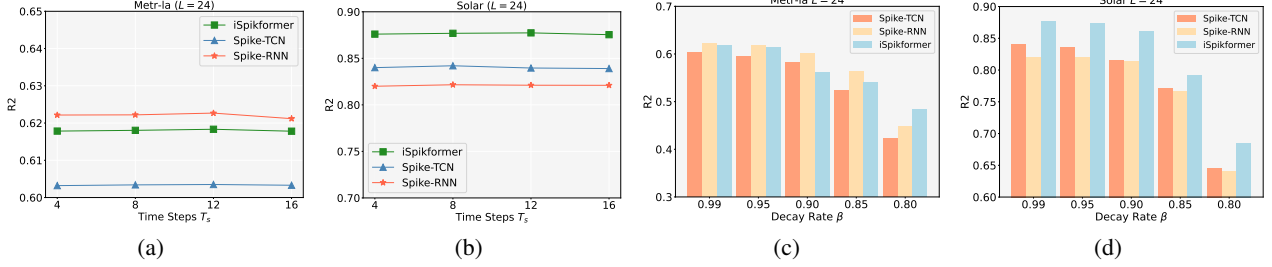 Metr-la (L = 24)
0.65
0.64
0.63
0.62
0.61
0.60
R2
iSpikformer
Spike-TCN
Spike-RNN
4
8
12
16
Time Steps Ts
(a)
Solar (L = 24)
0.90
0.85
0.80
0.75
0.70
R2
iSpikformer
Spike-TCN
Spike-RNN
4
8
12
16
Time Steps Ts
(b)
Metr-la L = 24
0.7
0.6
0.5
0.4
0.3
R2
Spike-TCN
Spike-RNN
iSpikformer
0.99
0.95
0.90
0.85
0.80
Decay Rate β
(c)
Solar L = 24
0.90
0.85
0.80
0.75
0.70
0.65
0.60
R2
Spike-TCN
Spike-RNN
iSpikformer
0.99
0.95
0.90
0.85
0.80
Decay Rate β
(d)